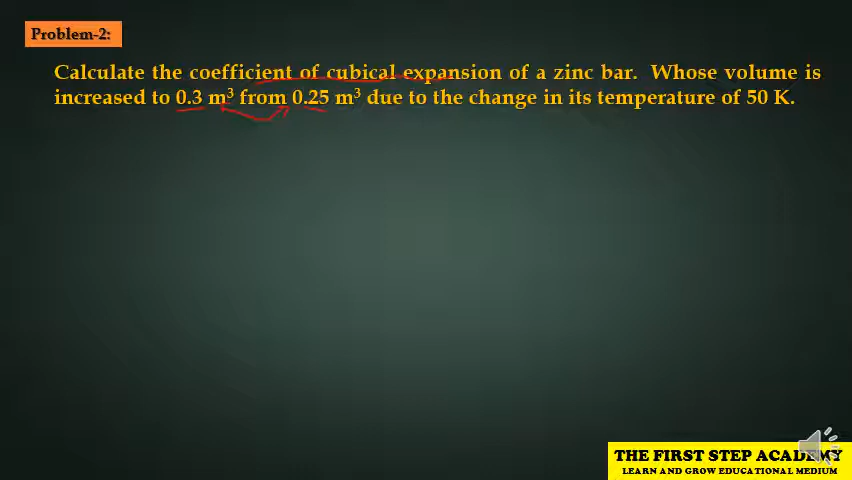 Problem-2:
Calculate the coefficient of cubical expansion of a zinc bar. Whose volume is
increased to 0.3 m³ from 0.25 m³ due to the change in its temperature of 50 K.
THE FIRST STEP ACADEMY
LEARN AND GROW EDUCATIONAL MEDIUM